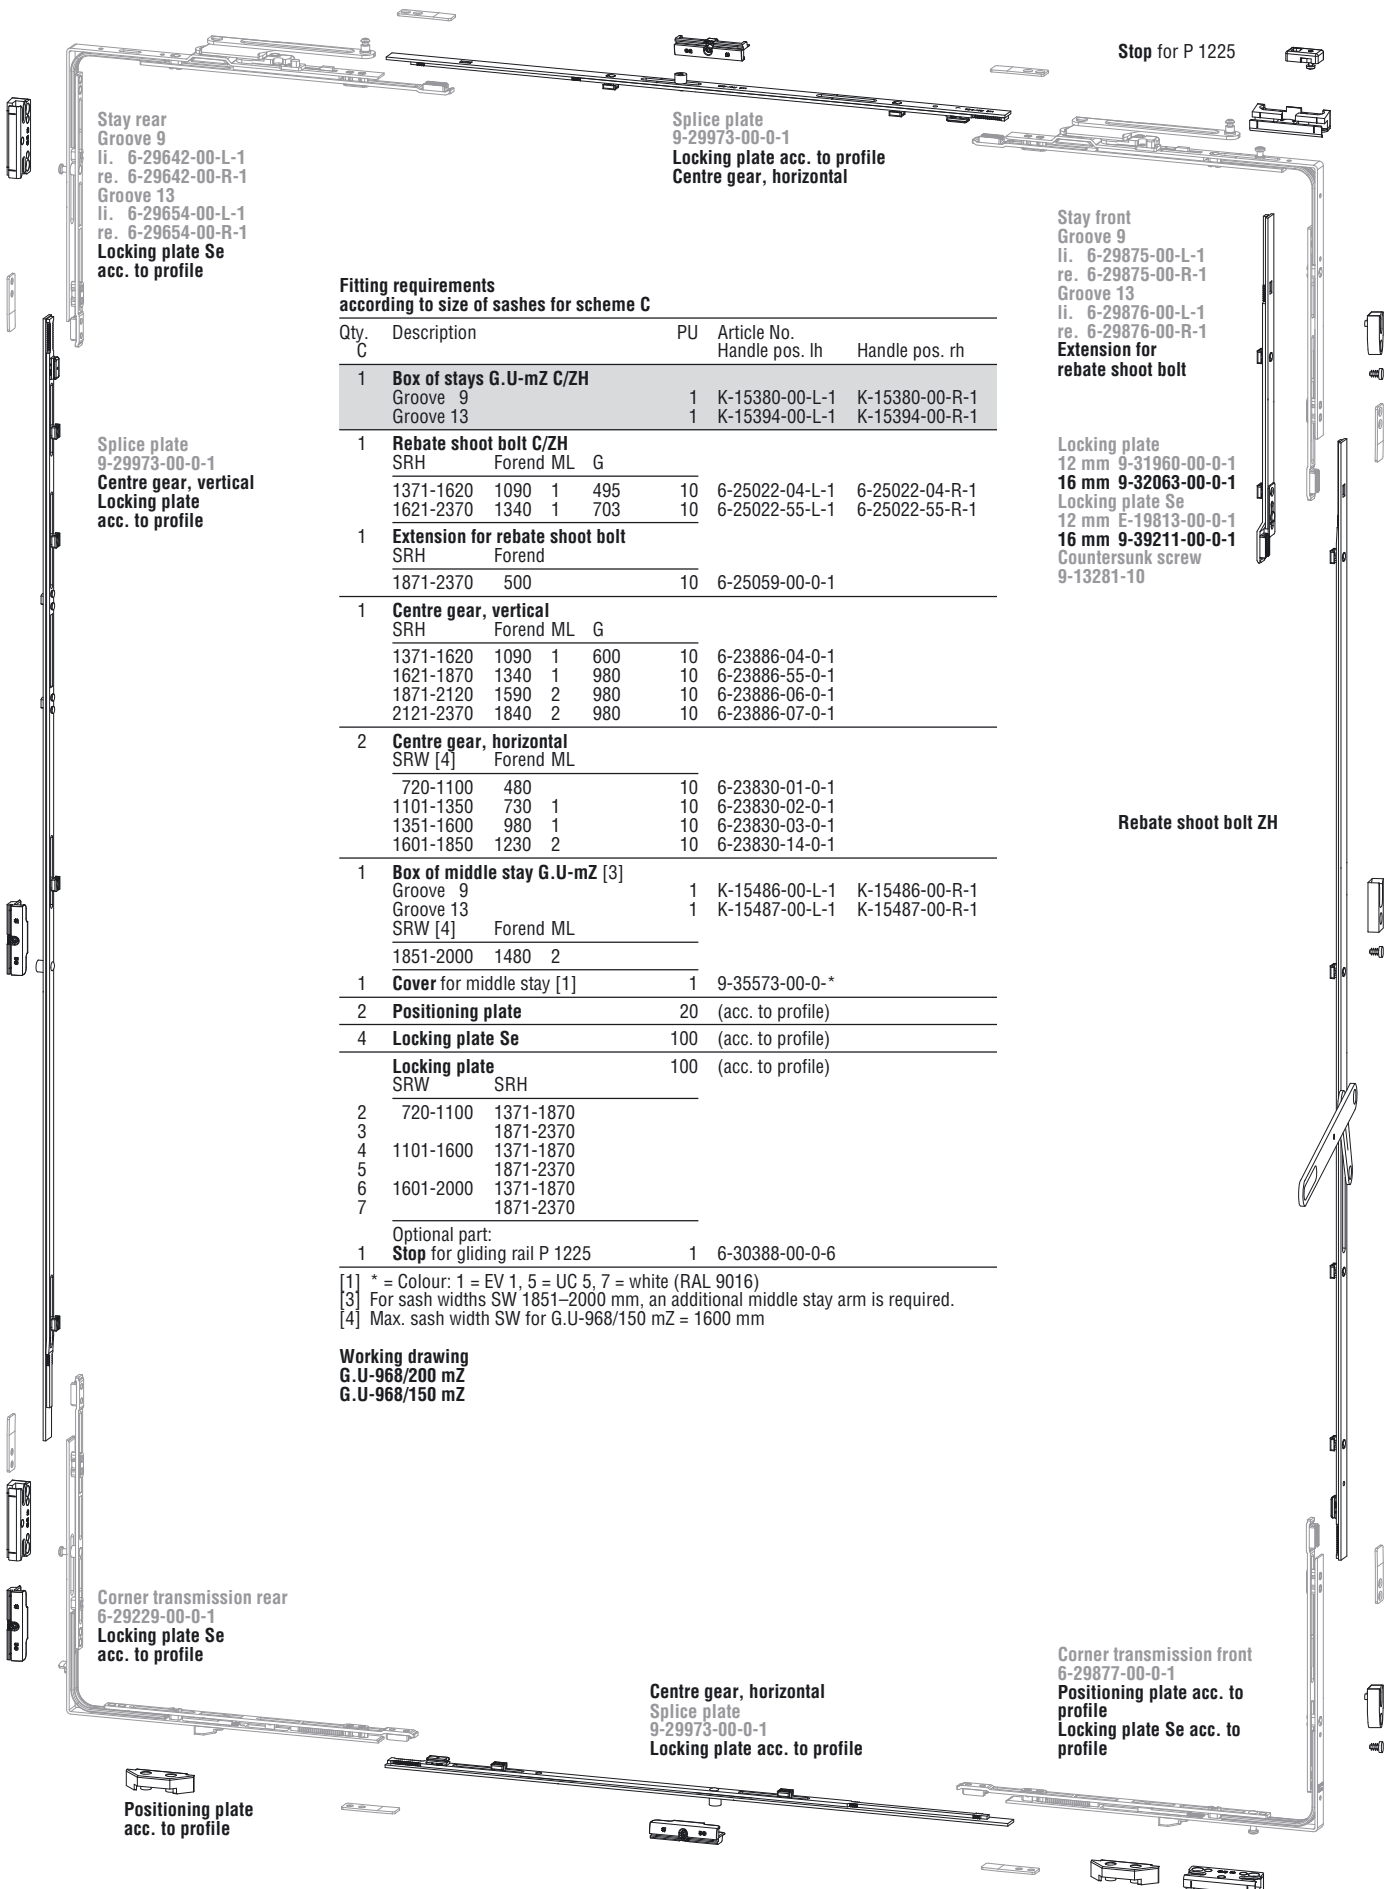 Stop for P 1225
Stay rear
Groove 9
li. 6-29642-00-L-1
re. 6-29642-00-R-1
Groove 13
li. 6-29654-00-L-1
re. 6-29654-00-R-1
Locking plate Se
acc. to profile
Splice plate
9-29973-00-0-1
Locking plate acc. to profile
Centre gear, horizontal
Stay front
Groove 9
li. 6-29875-00-L-1
re. 6-29875-00-R-1
Groove 13
li. 6-29876-00-L-1
re. 6-29876-00-R-1
Extension for
rebate shoot bolt
Splice plate
9-29973-00-0-1
Centre gear, vertical
Locking plate
acc. to profile
Locking plate
12 mm 9-31960-00-0-1
16 mm 9-32063-00-0-1
Locking plate Se
12 mm E-19813-00-0-1
16 mm 9-39211-00-0-1
Countersunk screw
9-13281-10
Fitting requirements
according to size of sashes for scheme C
Qty. Description PU Article No.
C Handle pos. lh Handle pos. rh
1 Box of stays G.U-mZ C/ZH
Groove 9 1 K-15380-00-L-1 K-15380-00-R-1
Groove 13 1 K-15394-00-L-1 K-15394-00-R-1
1 Rebate shoot bolt C/ZH
SRH Forend ML G
1371-1620 1090 1 495 10 6-25022-04-L-1 6-25022-04-R-1
1621-2370 1340 1 703 10 6-25022-55-L-1 6-25022-55-R-1
1 Extension for rebate shoot bolt
SRH Forend
1871-2370 500 10 6-25059-00-0-1
1 Centre gear, vertical
SRH Forend ML G
1371-1620 1090 1 600 10 6-23886-04-0-1
1621-1870 1340 1 980 10 6-23886-55-0-1
1871-2120 1590 2 980 10 6-23886-06-0-1
2121-2370 1840 2 980 10 6-23886-07-0-1
2 Centre gear, horizontal
SRW [4] Forend ML
720-1100 480 10 6-23830-01-0-1
1101-1350 730 1 10 6-23830-02-0-1
1351-1600 980 1 10 6-23830-03-0-1
1601-1850 1230 2 10 6-23830-14-0-1
1 Box of middle stay G.U-mZ [3]
Groove 9 1 K-15486-00-L-1 K-15486-00-R-1
Groove 13 1 K-15487-00-L-1 K-15487-00-R-1
SRW [4] Forend ML
1851-2000 1480 2
1 Cover for middle stay [1] 1 9-35573-00-0-*
2 Positioning plate 20 (acc. to profile)
4 Locking plate Se 100 (acc. to profile)
Locking plate 100 (acc. to profile)
SRW SRH
2 720-1100 1371-1870
3 1871-2370
4 1101-1600 1371-1870
5 1871-2370
6 1601-2000 1371-1870
7 1871-2370
Optional part:
1 Stop for gliding rail P 1225 1 6-30388-00-0-6
[1] * = Colour: 1 = EV 1, 5 = UC 5, 7 = white (RAL 9016)
[3] For sash widths SW 1851–2000 mm, an additional middle stay arm is required.
[4] Max. sash width SW for G.U-968/150 mZ = 1600 mm
Working drawing
G.U-968/200 mZ
G.U-968/150 mZ
Rebate shoot bolt ZH
Corner transmission rear
6-29229-00-0-1
Locking plate Se
acc. to profile
Positioning plate
acc. to profile
Centre gear, horizontal
Splice plate
9-29973-00-0-1
Locking plate acc. to profile
Corner transmission front
6-29877-00-0-1
Positioning plate acc. to
profile
Locking plate Se acc. to
profile